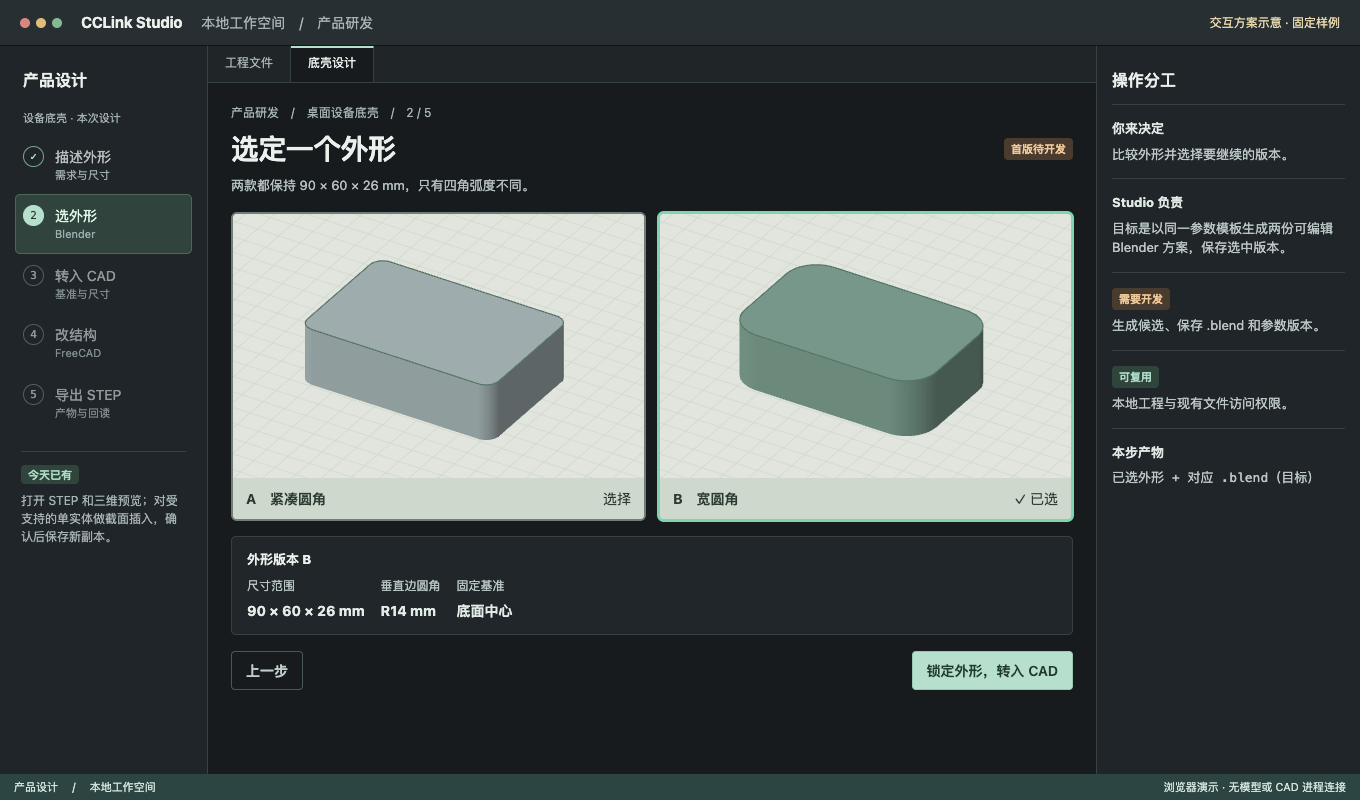 CCLink Studio 本地工作空间 / 产品研发
交互方案示意 · 固定样例
产品设计
设备底壳 · 本次设计
✓ 描述外形
需求与尺寸
2 选外形
Blender
3 转入 CAD
基准与尺寸
4 改结构
FreeCAD
5 导出 STEP
产物与回读
今天已有
打开 STEP 和三维预览；对受
支持的单实体做截面插入，确
认后保存新副本。
工程文件 底壳设计
产品研发 / 桌面设备底壳 / 2 / 5
选定一个外形
首版待开发
两款都保持 90 × 60 × 26 mm，只有四角弧度不同。
A 紧凑圆角 选择
B 宽圆角 ✓ 已选
外形版本 B
尺寸范围 垂直边圆角 固定基准
90 × 60 × 26 mm R14 mm 底面中心
上一步
锁定外形，转入 CAD
操作分工
你来决定
比较外形并选择要继续的版本。
Studio 负责
目标是以同一参数模板生成两份可编辑
Blender 方案，保存选中版本。
需要开发
生成候选、保存 .blend 和参数版本。
可复用
本地工程与现有文件访问权限。
本步产物
已选外形 + 对应 .blend（目标）
产品设计 / 本地工作空间
浏览器演示 · 无模型或 CAD 进程连接